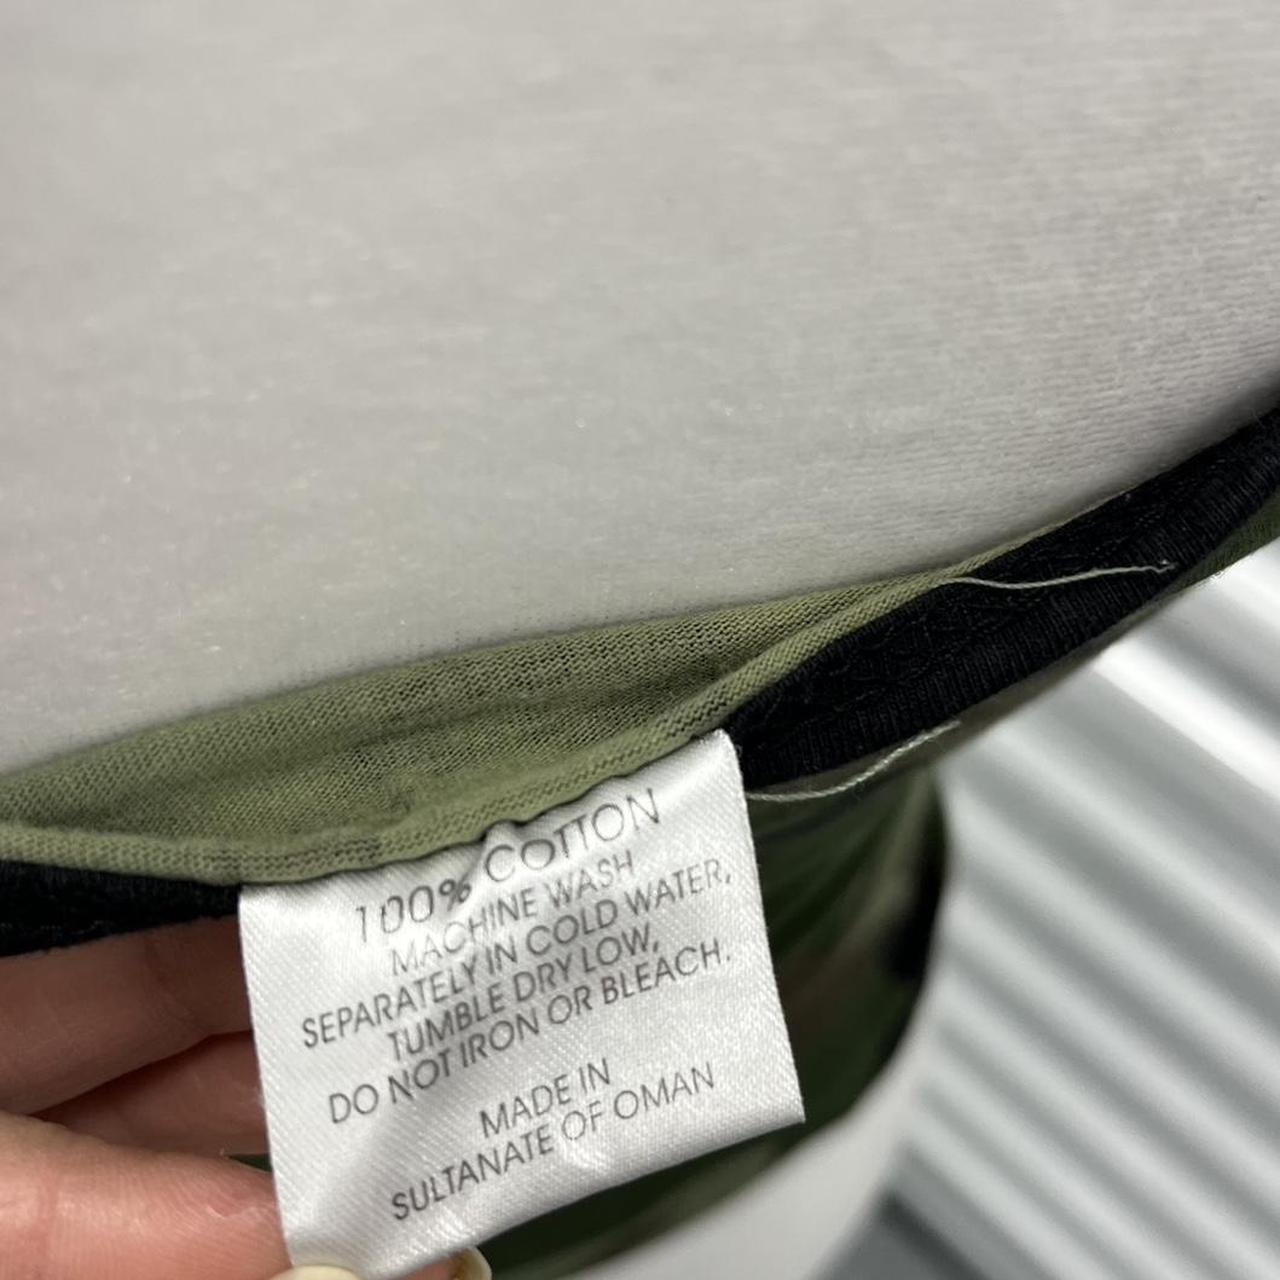 100% COTTON
MACHINE WASH
SEPARATELY IN COLD WATER,
TUMBLE DRY LOW,
DO NOT IRON OR BLEACH.
MADE IN
SULTANATE OF OMAN